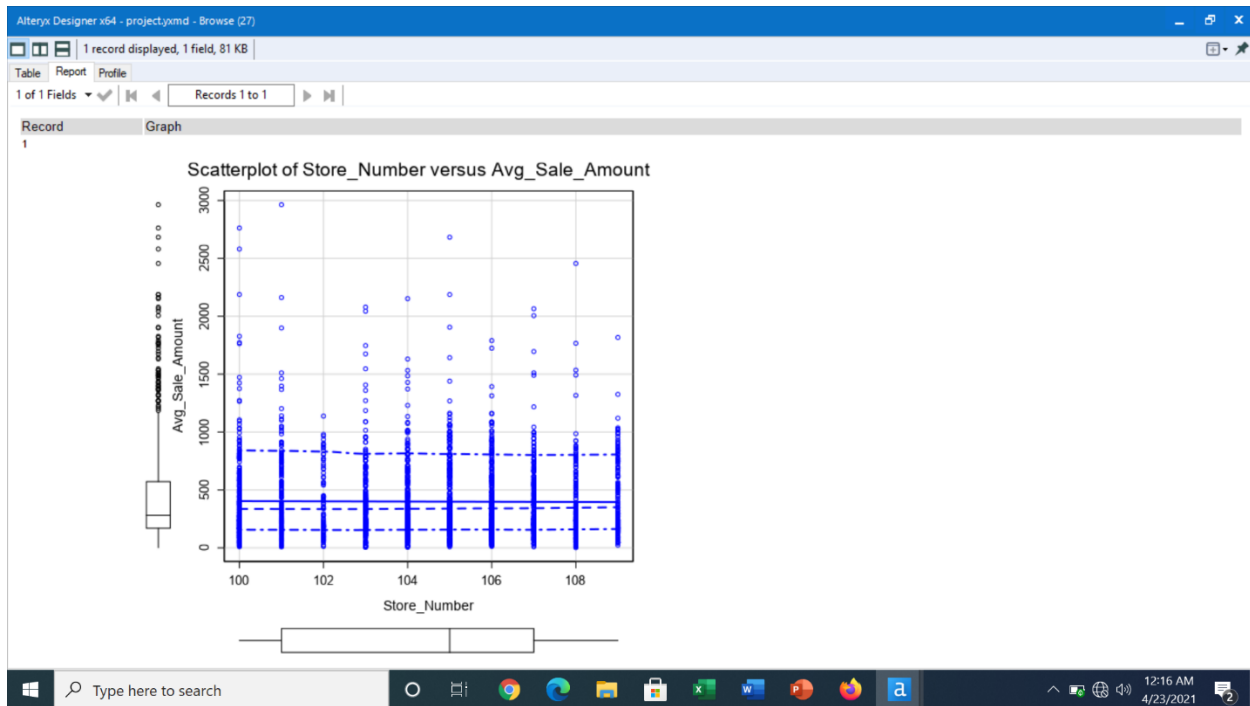 Alteryx Designer x64 - project.yxmd - Browse (27)
1 record displayed, 1 field, 81 KB
Table Report Profile
1 of 1 Fields Records 1 to 1
Record Graph
1
Scatterplot of Store_Number versus Avg_Sale_Amount
3000
2500
2000
1500
1000
500
0
Avg_Sale_Amount
100 102 104 106 108
Store_Number
Type here to search
12:16 AM
4/23/2021
2